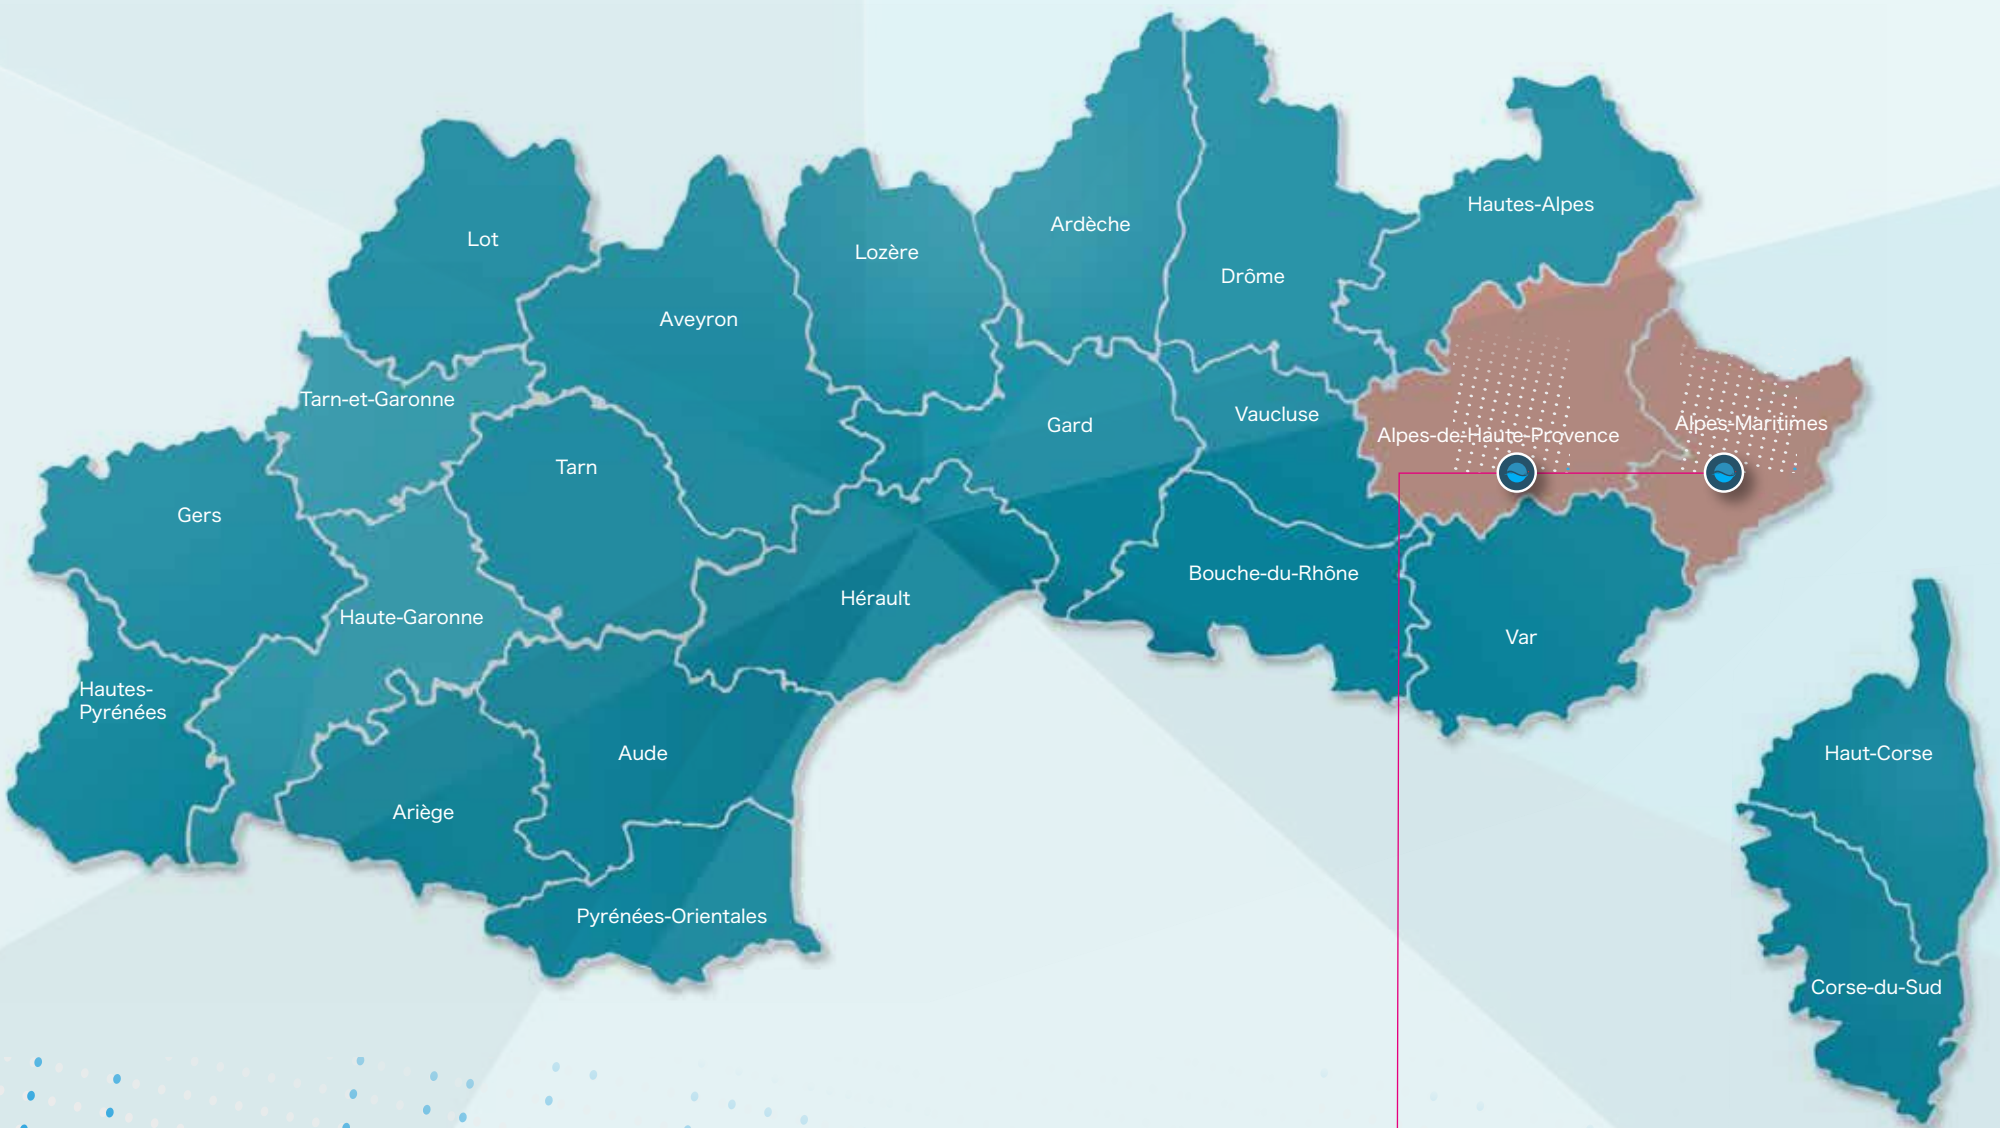 Hautes-Alpes
Ardèche
Lot
Lozère
Drôme
Aveyron
Tarn-et-Garonne
Vaucluse
Gard
Alpes-Maritimes
Alpes-de-Haute-Provence
Tarn
Gers
Bouche-du-Rhône
Hérault
Haute-Garonne
Var
Hautes-
Pyrénées
Aude
Haut-Corse
Ariège
Pyrénées-Orientales
Corse-du-Sud